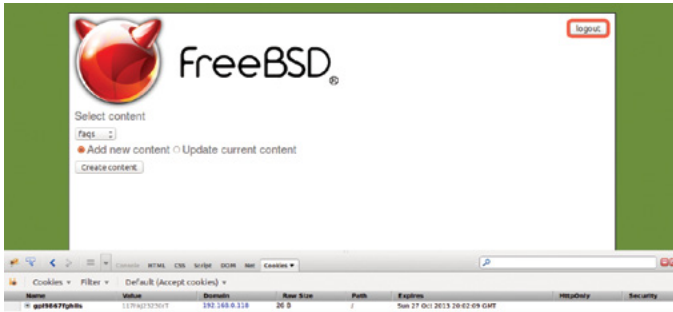 logout
FreeBSD®
Select content
faqs
Add new content Update current content
Create content
Console HTML CSS Script DOM Net Cookies ▾
Cookies ▾ Filter ▾ Default (Accept cookies) ▾
Name Value Domain Raw Size Path Expires HttpOnly Security
192.168.0.118 26 B / Sun 27 Oct 2013 20:02:09 GMT